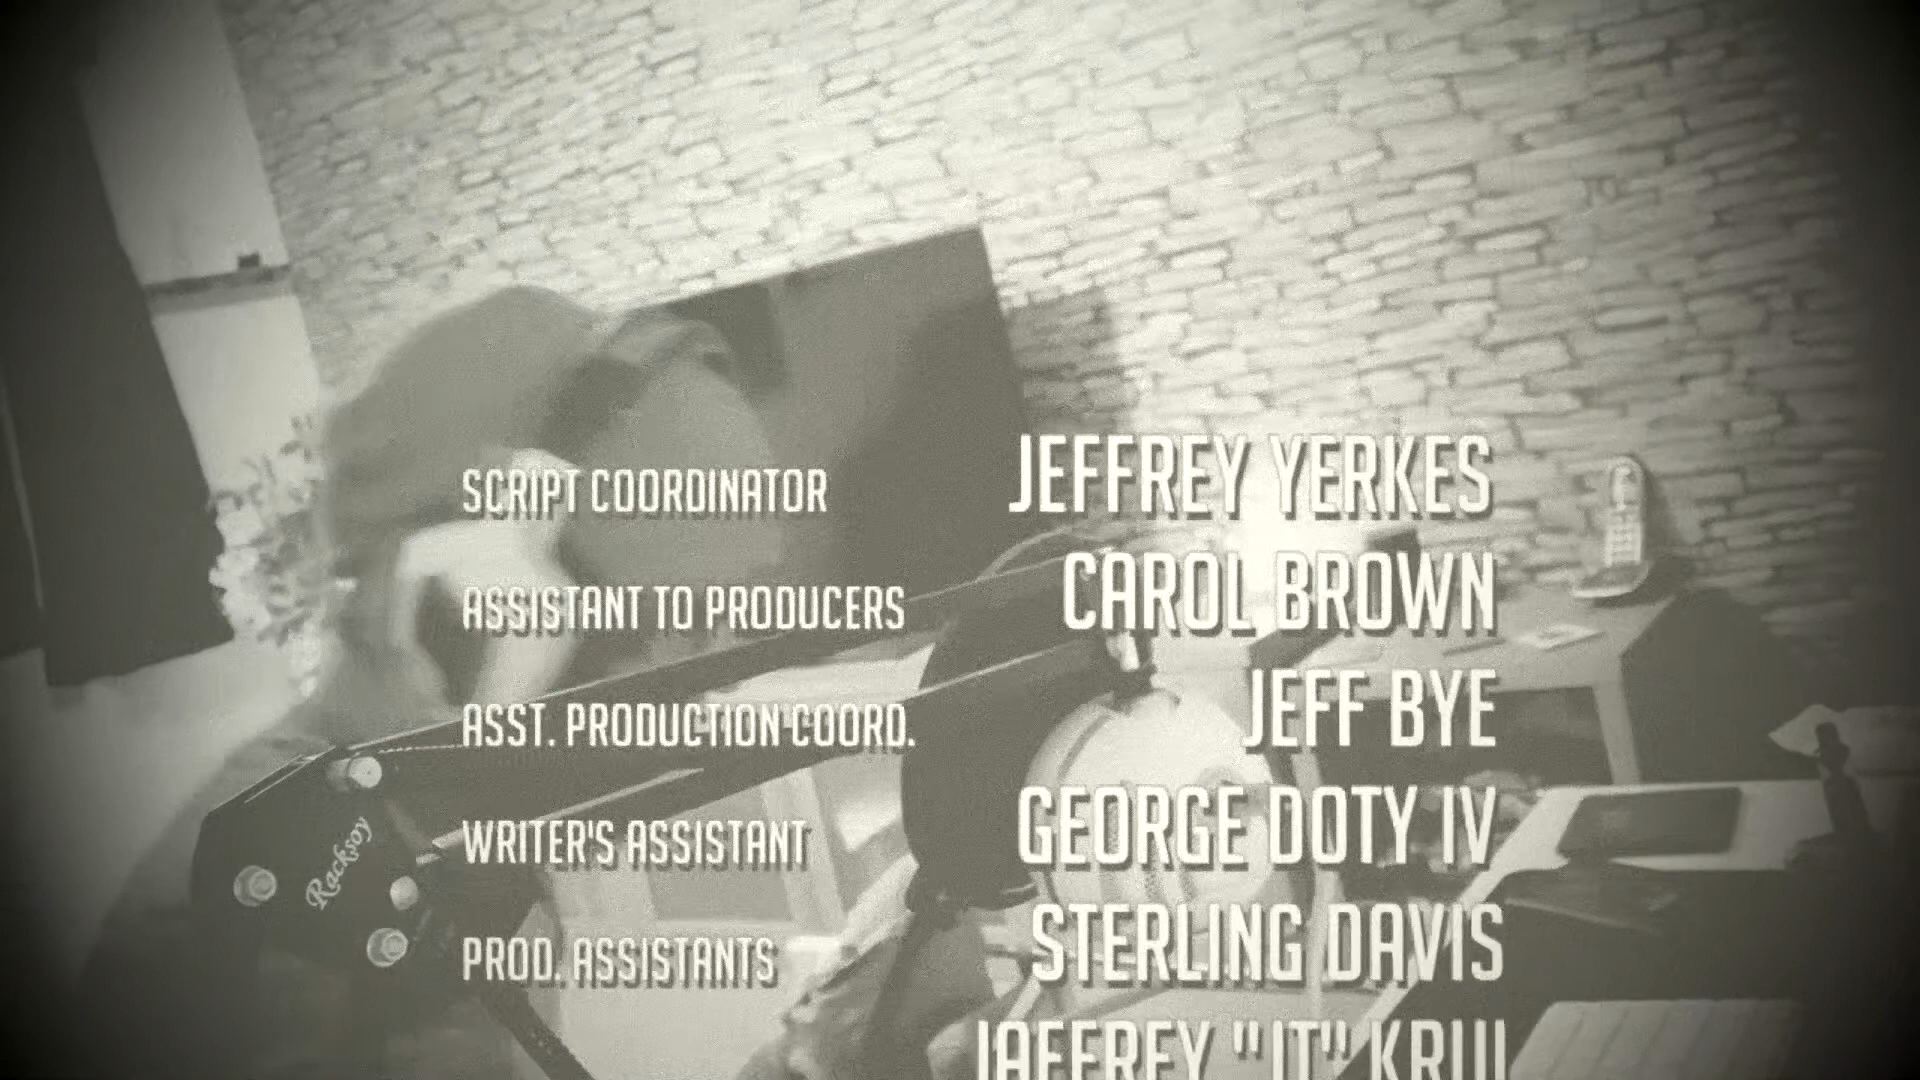 SCRIPT COORDINATOR JEFFREY YERKES
ASSISTANT TO PRODUCERS CAROL BROWN
ASST. PRODUCTION COORD. JEFF BYE
WRITER'S ASSISTANT GEORGE DOTY IV
PROD. ASSISTANTS STERLING DAVIS
Racksoy